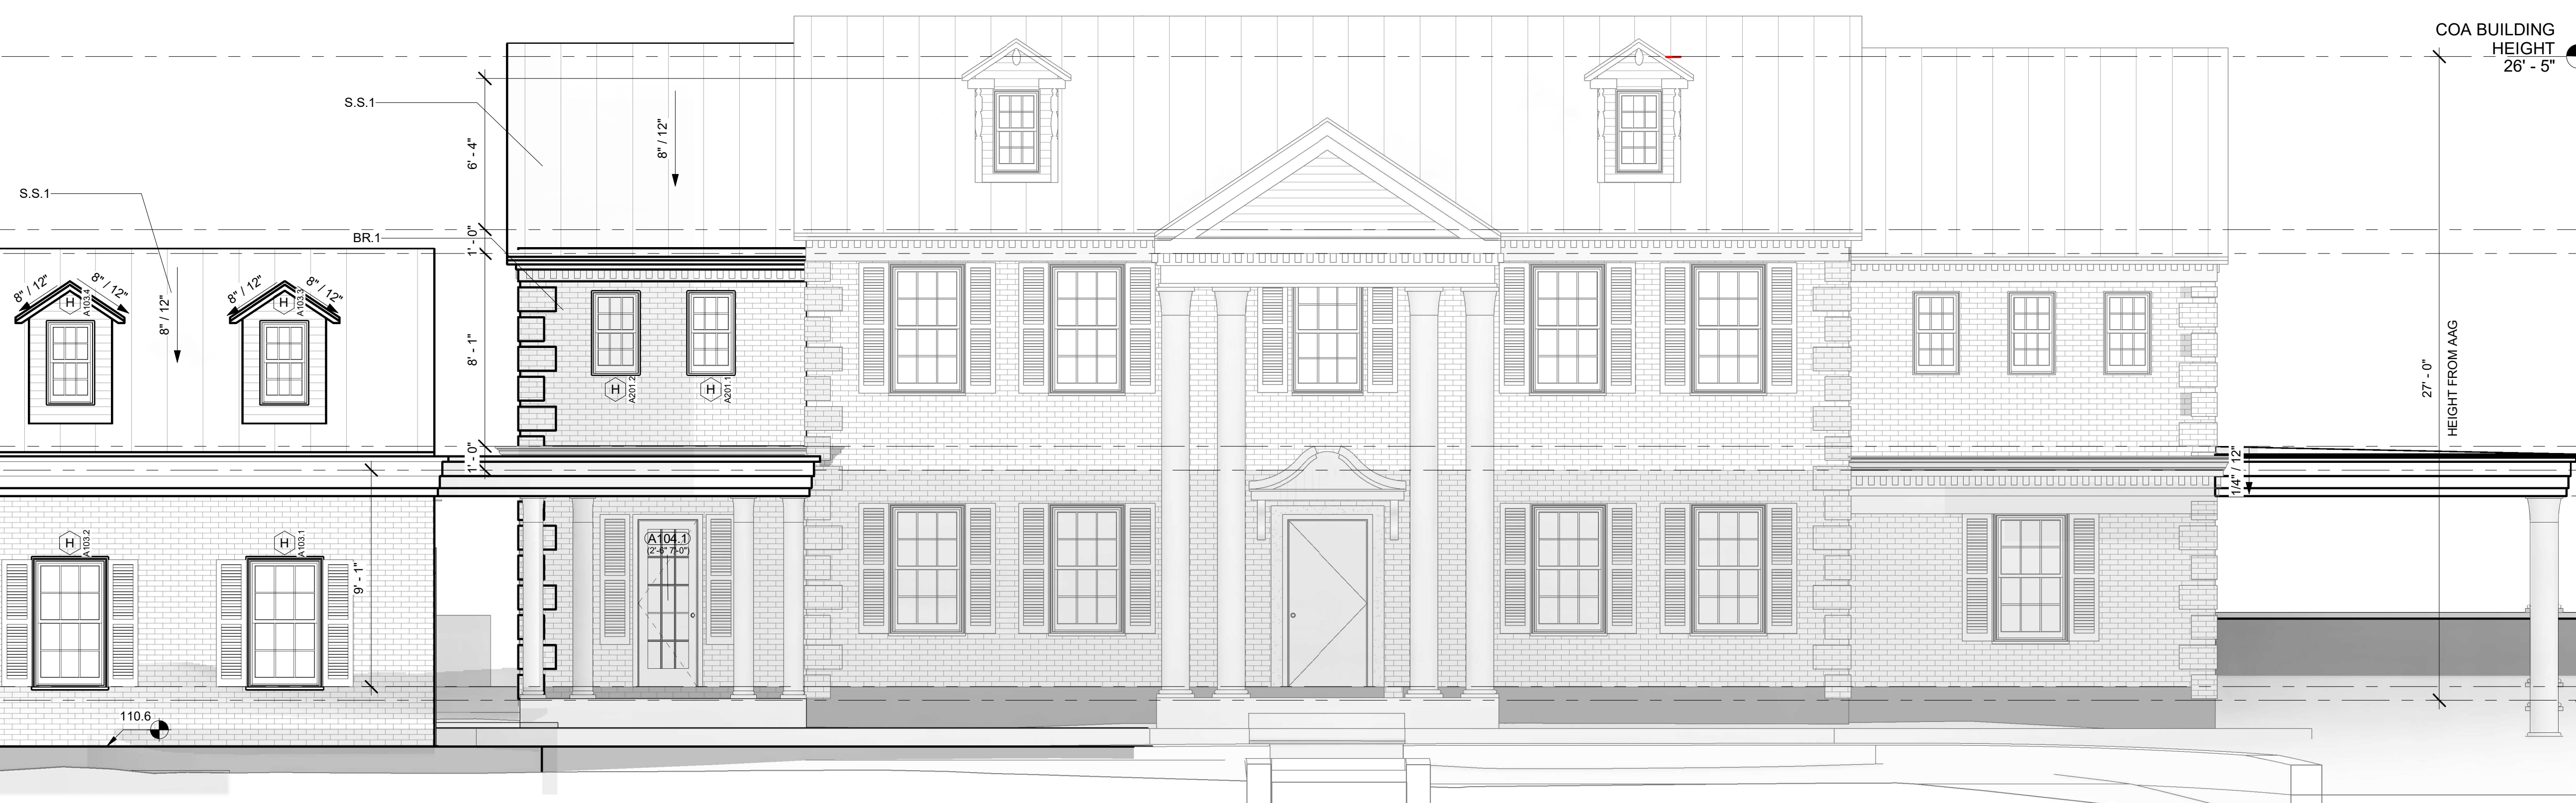 COA BUILDING
HEIGHT
26' - 5"
S.S.1
8" / 12"
6' - 4"
S.S.1
BR.1
1' - 0"
8" / 12"
8" / 12"
H
A103.4
8" / 12"
8" / 12"
8" / 12"
H
A103.3
8' - 1"
H
A201.2
H
A201.1
27' - 0"
HEIGHT FROM AAG
1' - 0"
1/4" / 12"
H
A103.2
H
A103.1
9' - 1"
A104.1
(2'-6" 7'-0")
110.6